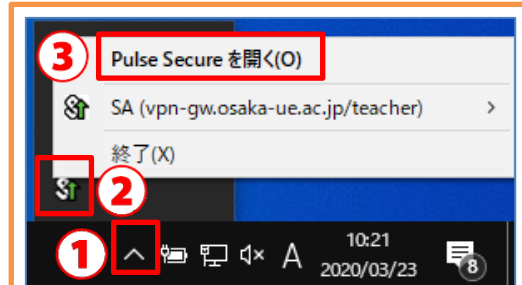 ③ Pulse Secure を開く(O)
SA (vpn-gw.osaka-ue.ac.jp/teacher)
終了(X)
②
① A 10:21
2020/03/23 8